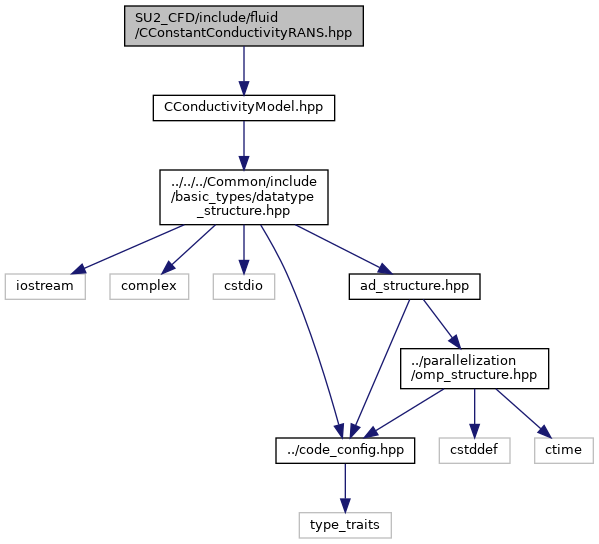 SU2_CFD/include/fluid
/CConstantConductivityRANS.hpp
CConductivityModel.hpp
../../../Common/include
/basic_types/datatype
_structure.hpp
iostream
complex
cstdio
ad_structure.hpp
../parallelization
/omp_structure.hpp
../code_config.hpp
cstddef
ctime
type_traits